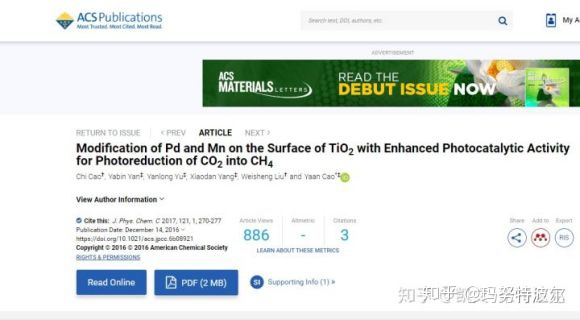 ACS Publications
Most Trusted. Most Cited. Most Read.
Search text, DOI, authors, etc.
My Ac
ADVERTISEMENT
ACS
MATERIALS LETTERS
READ THE
DEBUT ISSUE NOW
RETURN TO ISSUE
< PREV
ARTICLE
NEXT >
Modification of Pd and Mn on the Surface of TiO2 with Enhanced Photocatalytic Activity
for Photoreduction of CO2 into CH4
Chi Cao†, Yabin Yan‡, Yanlong Yu‡, Xiaodan Yang‡, Weisheng Liu† and Yaan Cao*‡
View Author Information
Cite this: J. Phys. Chem. C 2017, 121, 1, 270-277
Publication Date: December 14, 2016
https://doi.org/10.1021/acs.jpcc.6b08921
Copyright © 2016 © 2016 American Chemical Society
RIGHTS & PERMISSIONS
Article Views
886
Altmetric
-
Citations
3
LEARN ABOUT THESE METRICS
Share
Add to
Export
RIS
Read Online
PDF (2 MB)
SI
Supporting Info (1) »
知乎 @玛努特波尔